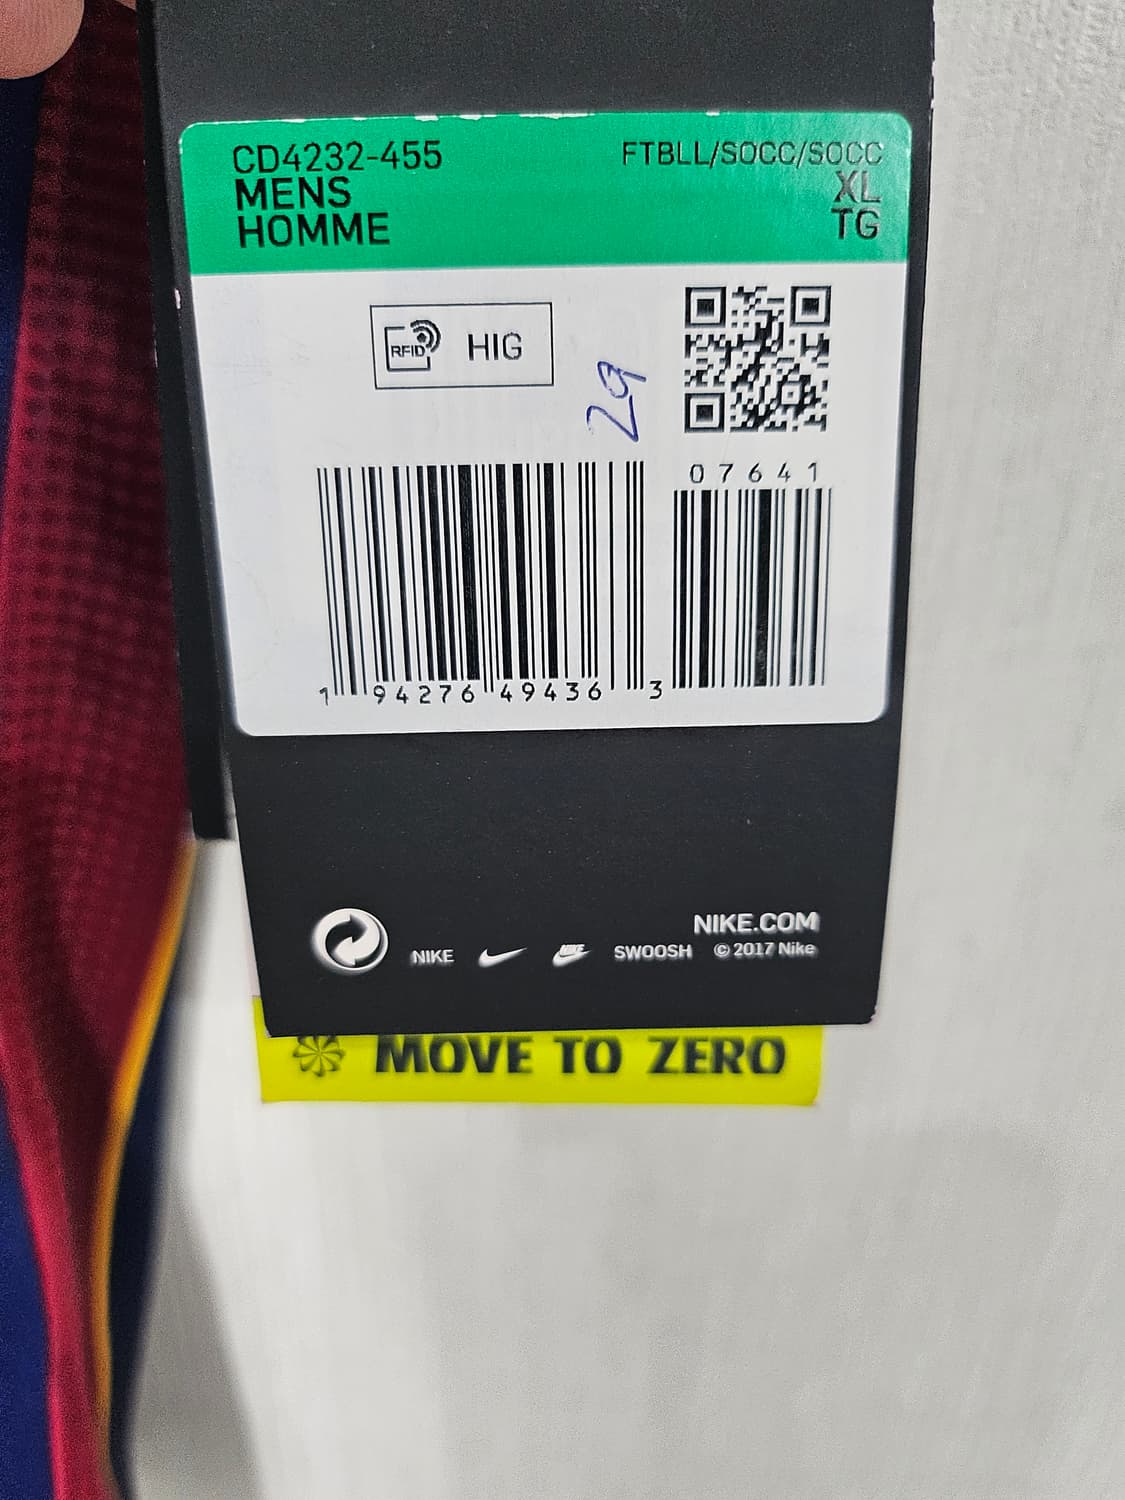 CD4232-455
FTBLL/SOCC/SOCC
MENS
XL
HOMME
TG
RFID
HIG
29
07641
1 94276 49436 3
NIKE.COM
NIKE
NIKE
SWOOSH
© 2017 Nike
MOVE TO ZERO